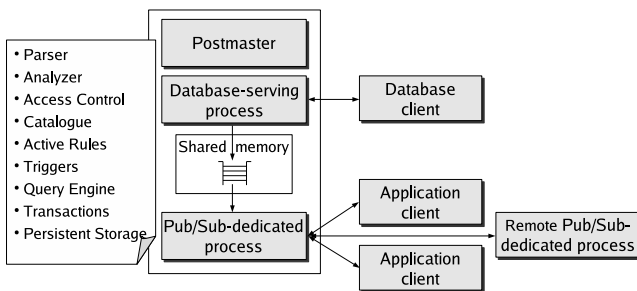 • Parser
• Analyzer
• Access Control
• Catalogue
• Active Rules
• Triggers
• Query Engine
• Transactions
• Persistent Storage
Postmaster
Database-serving
process
Shared memory
Pub/Sub-dedicated
process
Database
client
Application
client
Application
client
Remote Pub/Sub-
dedicated process